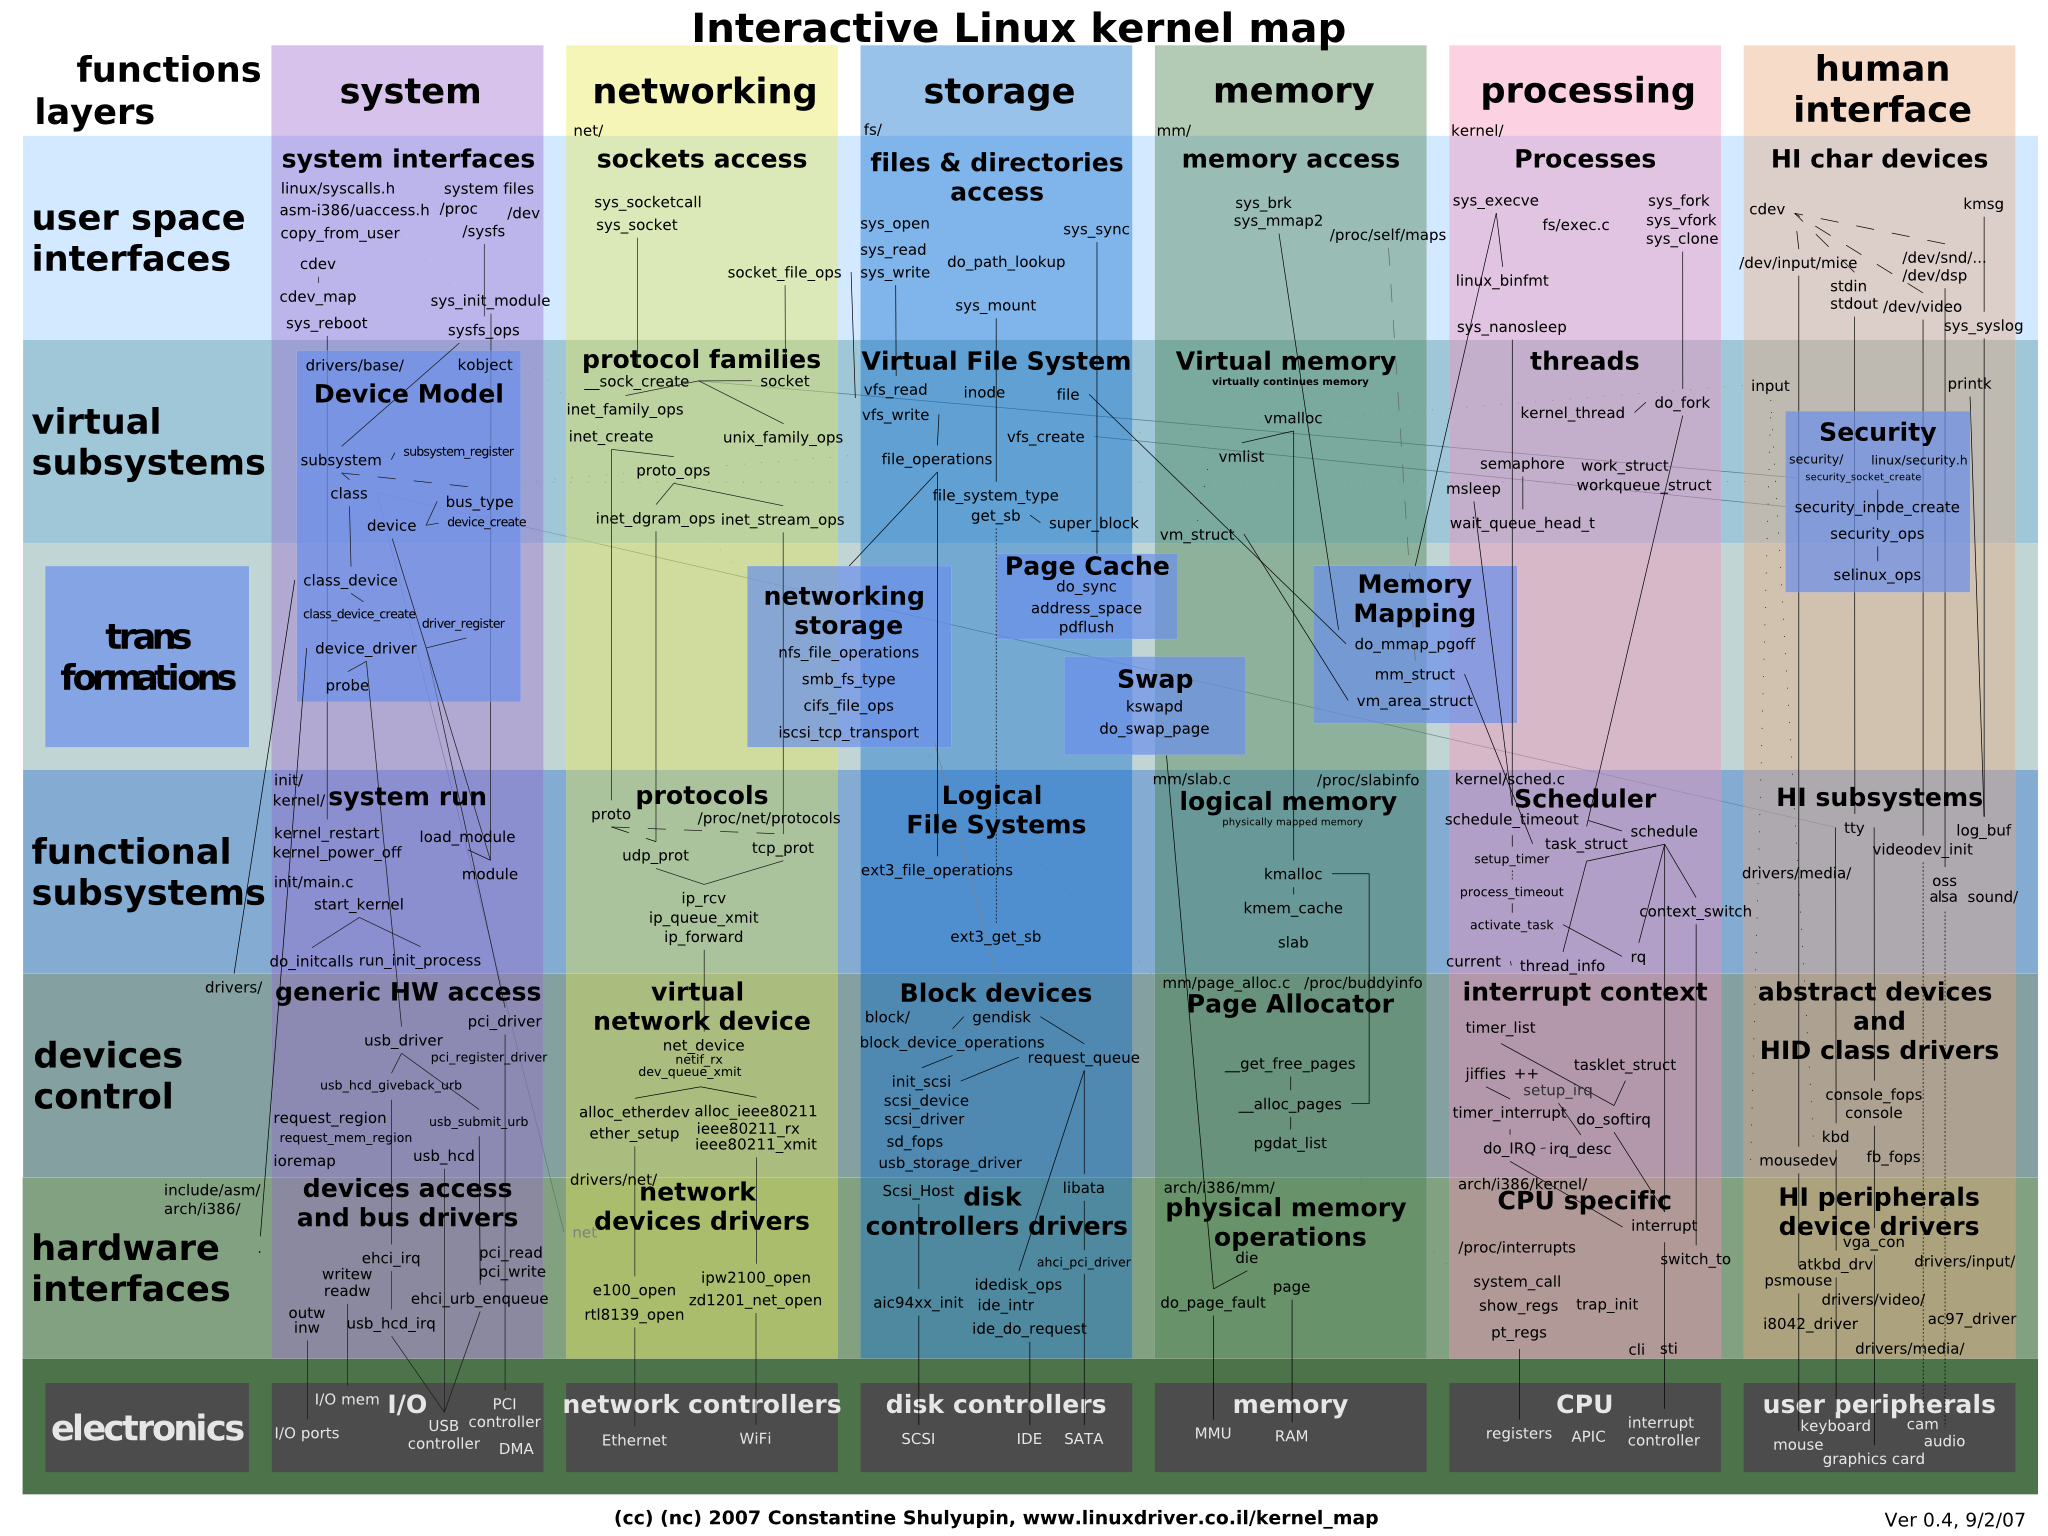 Interactive Linux kernel map
functions
layers
system
networking
storage
memory
processing
human
interface
net/
fs/
mm/
kernel/
user space
interfaces
system interfaces
linux/syscalls.h
system files
asm-i386/uaccess.h
/proc
/dev
copy_from_user
/sysfs
cdev
cdev_map
sys_init_module
sys_reboot
sysfs_ops
sockets access
sys_socketcall
sys_socket
socket_file_ops
files & directories
access
sys_open
sys_sync
sys_read
do_path_lookup
sys_write
sys_mount
memory access
sys_brk
sys_mmap2
/proc/self/maps
Processes
sys_execve
sys_fork
sys_vfork
fs/exec.c
sys_clone
linux_binfmt
sys_nanosleep
HI char devices
cdev
kmsg
/dev/input/mice
/dev/snd/...
/dev/dsp
stdin
stdout
/dev/video
sys_syslog
virtual
subsystems
drivers/base/
kobject
Device Model
subsystem
subsystem_register
class
bus_type
device
device_create
class_device
class_device_create
driver_register
device_driver
probe
protocol families
__sock_create
socket
inet_family_ops
inet_create
unix_family_ops
proto_ops
inet_dgram_ops
inet_stream_ops
Virtual File System
vfs_read
inode
file
vfs_write
vfs_create
file_operations
file_system_type
get_sb
super_block
Virtual memory
virtually continues memory
vmalloc
vmlist
vm_struct
threads
kernel_thread
do_fork
semaphore
work_struct
msleep
workqueue_struct
wait_queue_head_t
input
printk
Security
security/
linux/security.h
security_socket_create
security_inode_create
security_ops
selinux_ops
trans
formations
networking
storage
nfs_file_operations
smb_fs_type
cifs_file_ops
iscsi_tcp_transport
Page Cache
do_sync
address_space
pdflush
Swap
kswapd
do_swap_page
Memory
Mapping
do_mmap_pgoff
mm_struct
vm_area_struct
functional
subsystems
init/
kernel/
system run
kernel_restart
load_module
kernel_power_off
module
init/main.c
start_kernel
do_initcalls
run_init_process
protocols
proto
/proc/net/protocols
udp_prot
tcp_prot
ip_rcv
ip_queue_xmit
ip_forward
Logical
File Systems
ext3_file_operations
ext3_get_sb
mm/slab.c
/proc/slabinfo
logical memory
physically mapped memory
kmalloc
kmem_cache
slab
kernel/sched.c
Scheduler
schedule_timeout
schedule
task_struct
setup_timer
process_timeout
context_switch
activate_task
current
thread_info
rq
HI subsystems
tty
log_buf
videodev_init
drivers/media/
oss
alsa
sound/
devices
control
drivers/
generic HW access
pci_driver
usb_driver
pci_register_driver
usb_hcd_giveback_urb
request_region
usb_submit_urb
request_mem_region
usb_hcd
ioremap
virtual
network device
net_device
netif_rx
dev_queue_xmit
alloc_etherdev
alloc_ieee80211
ether_setup
ieee80211_rx
ieee80211_xmit
Block devices
block/
gendisk
block_device_operations
request_queue
init_scsi
scsi_device
scsi_driver
sd_fops
usb_storage_driver
mm/page_alloc.c
/proc/buddyinfo
Page Allocator
__get_free_pages
__alloc_pages
pgdat_list
interrupt context
timer_list
jiffies ++
tasklet_struct
setup_irq
timer_interrupt
do_softirq
do_IRQ
irq_desc
abstract devices
and
HID class drivers
console_fops
console
kbd
mousedev
fb_fops
hardware
interfaces
include/asm/
arch/i386/
devices access
and bus drivers
ehci_irq
pci_read
pci_write
writew
readw
ehci_urb_enqueue
outw
inw
usb_hcd_irq
drivers/net/
network
devices drivers
net
e100_open
ipw2100_open
rtl8139_open
zd1201_net_open
Scsi_Host
disk
libata
controllers drivers
ahci_pci_driver
idedisk_ops
aic94xx_init
ide_intr
ide_do_request
arch/i386/mm/
physical memory
operations
die
page
do_page_fault
arch/i386/kernel/
CPU specific
interrupt
/proc/interrupts
switch_to
system_call
show_regs
trap_init
pt_regs
cli
sti
HI peripherals
device drivers
vga_con
atkbd_drv
drivers/input/
psmouse
drivers/video/
i8042_driver
ac97_driver
drivers/media/
electronics
I/O
I/O mem
I/O ports
USB
controller
PCI
controller
DMA
network controllers
Ethernet
WiFi
disk controllers
SCSI
IDE
SATA
memory
MMU
RAM
CPU
registers
APIC
interrupt
controller
user peripherals
keyboard
cam
mouse
audio
graphics card
(cc) (nc) 2007 Constantine Shulyupin, www.linuxdriver.co.il/kernel_map
Ver 0.4, 9/2/07